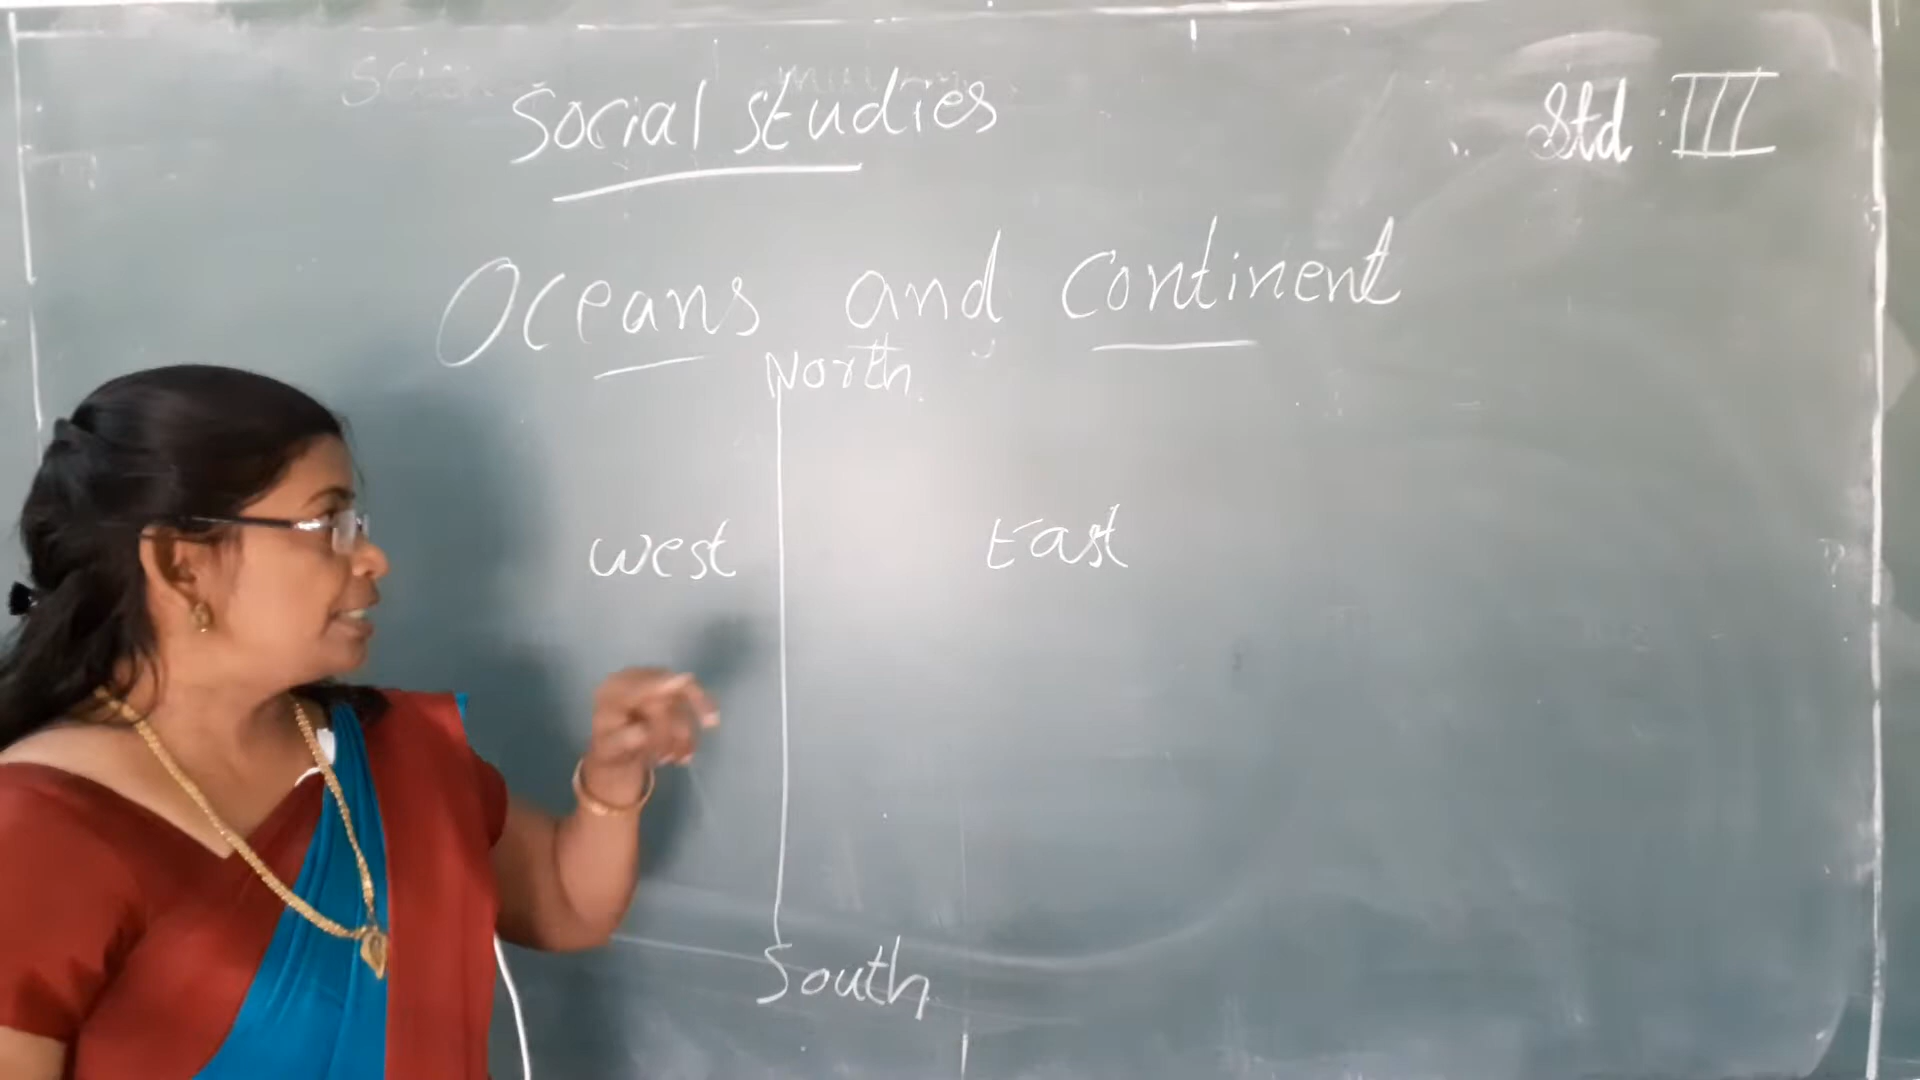 Social studies
Std III
Oceans and continent
North
west East
South